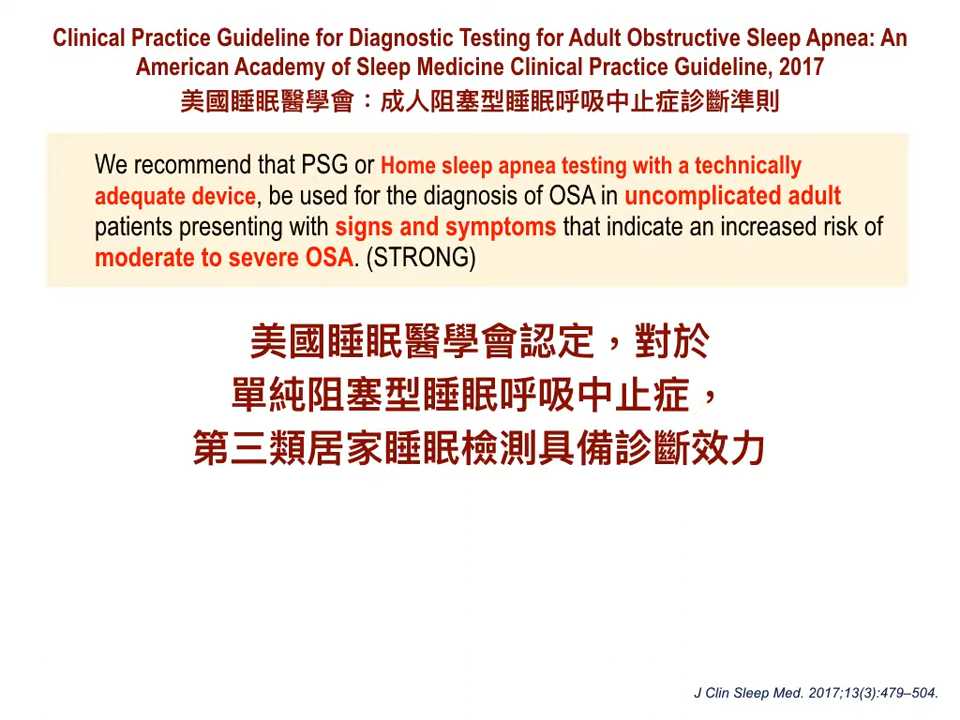 Clinical Practice Guideline for Diagnostic Testing for Adult Obstructive Sleep Apnea: An
American Academy of Sleep Medicine Clinical Practice Guideline, 2017
美國睡眠醫學會：成人阻塞型睡眠呼吸中止症診斷準則
We recommend that PSG or Home sleep apnea testing with a technically
adequate device, be used for the diagnosis of OSA in uncomplicated adult
patients presenting with signs and symptoms that indicate an increased risk of
moderate to severe OSA. (STRONG)
美國睡眠醫學會認定，對於
單純阻塞型睡眠呼吸中止症，
第三類居家睡眠檢測具備診斷效力
J Clin Sleep Med. 2017;13(3):479–504.